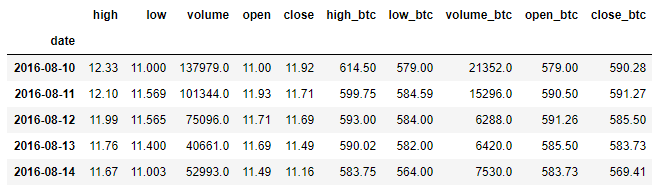 high low volume open close high_btc low_btc volume_btc open_btc close_btc
date
2016-08-10 12.33 11.000 137979.0 11.00 11.92 614.50 579.00 21352.0 579.00 590.28
2016-08-11 12.10 11.569 101344.0 11.93 11.71 599.75 584.59 15296.0 590.50 591.27
2016-08-12 11.99 11.565 75096.0 11.71 11.69 593.00 584.00 6288.0 591.26 585.50
2016-08-13 11.76 11.400 40661.0 11.69 11.49 590.02 582.00 6420.0 585.50 583.73
2016-08-14 11.67 11.003 52993.0 11.49 11.16 583.75 564.00 7530.0 583.73 569.41